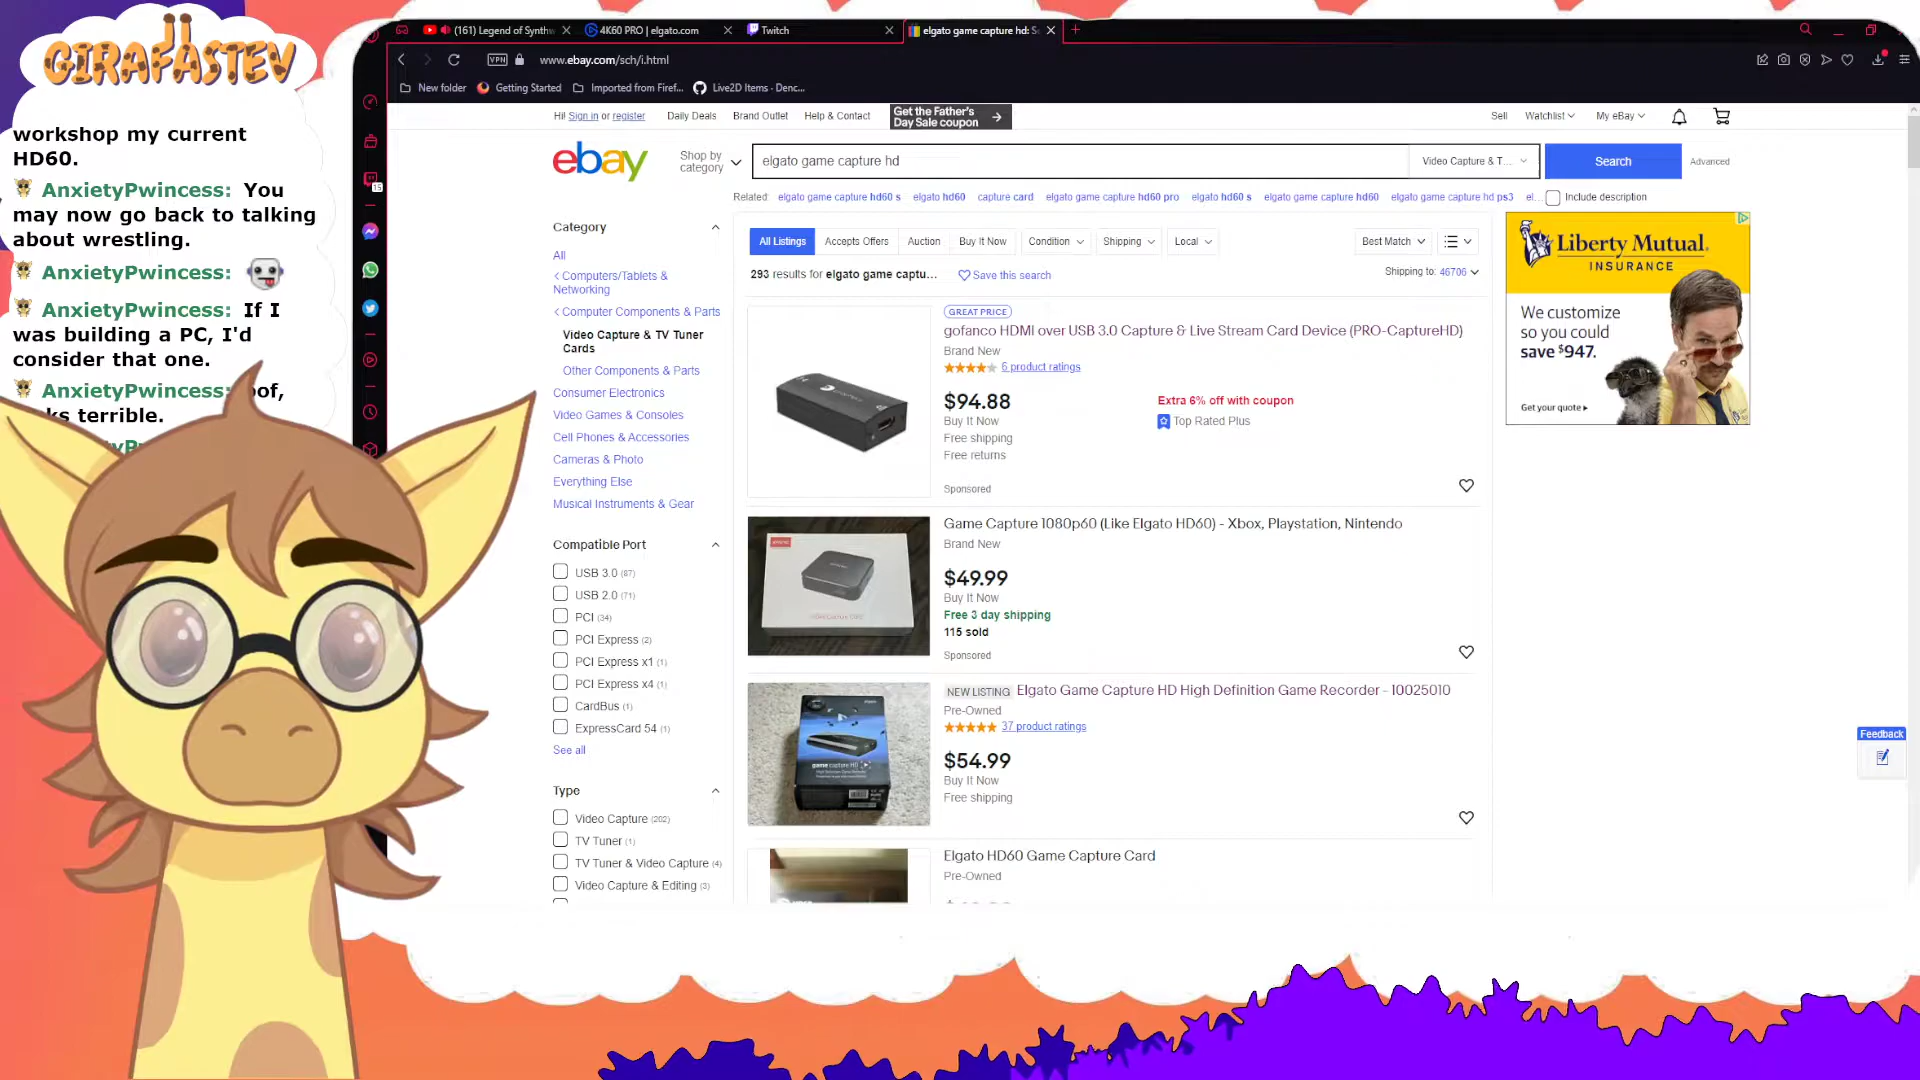 GIRAFASTEV
workshop my current
HD60.
AnxietyPwincess: You
may now go back to talking
about wrestling.
AnxietyPwincess:
AnxietyPwincess: If I
was building a PC, I'd
consider that one.
AnxietyPwincess: oof,
terrible.
(161) Legend of Synthw
4K60 PRO | elgato.com
Twitch
elgato game capture hd: S
VPN
www.ebay.com/sch/i.html
New folder
Getting Started
Imported from Firef...
Live2D Items - Denc...
15
Hi! Sign in or register
Daily Deals
Brand Outlet
Help & Contact
Get the Father's
Day Sale coupon
Sell
Watchlist
My eBay
ebay
Shop by
category
elgato game capture hd
Video Capture & T...
Search
Advanced
Related:
elgato game capture hd60 s
elgato hd60
capture card
elgato game capture hd60 pro
elgato hd60 s
elgato game capture hd60
elgato game capture hd ps3
el...
Include description
Category
All
Computers/Tablets &
Networking
Computer Components & Parts
Video Capture & TV Tuner
Cards
Other Components & Parts
Consumer Electronics
Video Games & Consoles
Cell Phones & Accessories
Cameras & Photo
Everything Else
Musical Instruments & Gear
Compatible Port
USB 3.0 (87)
USB 2.0 (71)
PCI (34)
PCI Express (2)
PCI Express x1 (1)
PCI Express x4 (1)
CardBus (1)
ExpressCard 54 (1)
See all
Type
Video Capture (202)
TV Tuner (1)
TV Tuner & Video Capture (4)
Video Capture & Editing (3)
All Listings
Accepts Offers
Auction
Buy It Now
Condition
Shipping
Local
Best Match
293 results for elgato game captu...
Save this search
Shipping to: 46706
GREAT PRICE
gofanco HDMI over USB 3.0 Capture & Live Stream Card Device (PRO-CaptureHD)
Brand New
6 product ratings
$94.88
Buy It Now
Free shipping
Free returns
Extra 6% off with coupon
Top Rated Plus
Sponsored
Game Capture 1080p60 (Like Elgato HD60) - Xbox, Playstation, Nintendo
Brand New
$49.99
Buy It Now
Free 3 day shipping
115 sold
Sponsored
NEW LISTING Elgato Game Capture HD High Definition Game Recorder - 10025010
Pre-Owned
37 product ratings
$54.99
Buy It Now
Free shipping
game capture HD
Elgato HD60 Game Capture Card
Pre-Owned
Liberty Mutual
INSURANCE
We customize
so you could
save $947.
Get your quote
Feedback